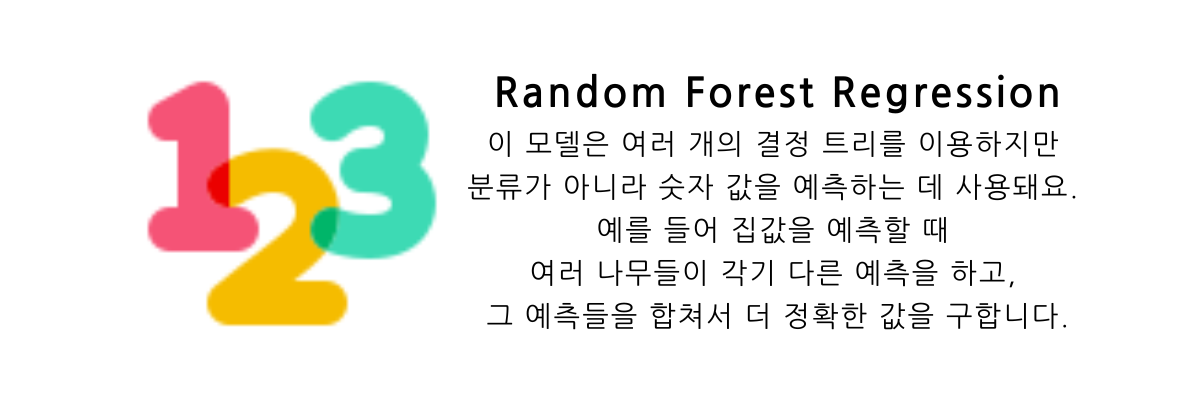 123
Random Forest Regression
이 모델은 여러 개의 결정 트리를 이용하지만
분류가 아니라 숫자 값을 예측하는 데 사용돼요.
예를 들어 집값을 예측할 때
여러 나무들이 각기 다른 예측을 하고,
그 예측들을 합쳐서 더 정확한 값을 구합니다.